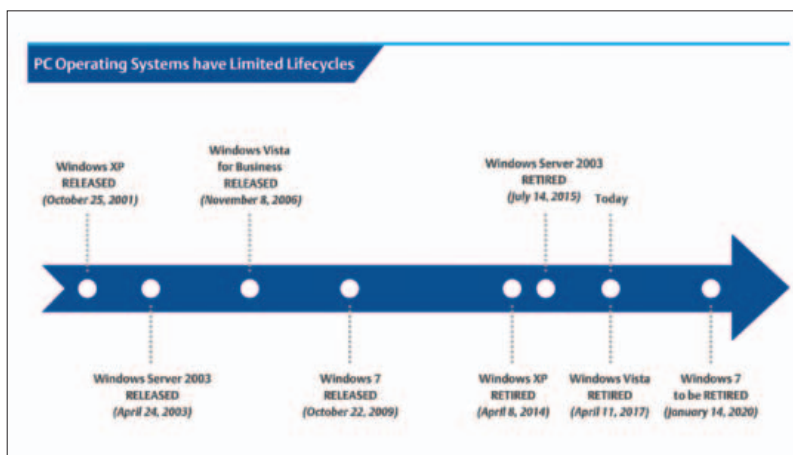 PC Operating Systems have Limited Lifecycles
Windows XP
RELEASED
(October 25, 2001)
Windows Vista
for Business
RELEASED
(November 8, 2006)
Windows Server 2003
RETIRED
(July 14, 2015)
Today
Windows Server 2003
RELEASED
(April 24, 2003)
Windows 7
RELEASED
(October 22, 2009)
Windows XP
RETIRED
(April 8, 2014)
Windows Vista
RETIRED
(April 11, 2017)
Windows 7
to be RETIRED
(January 14, 2020)